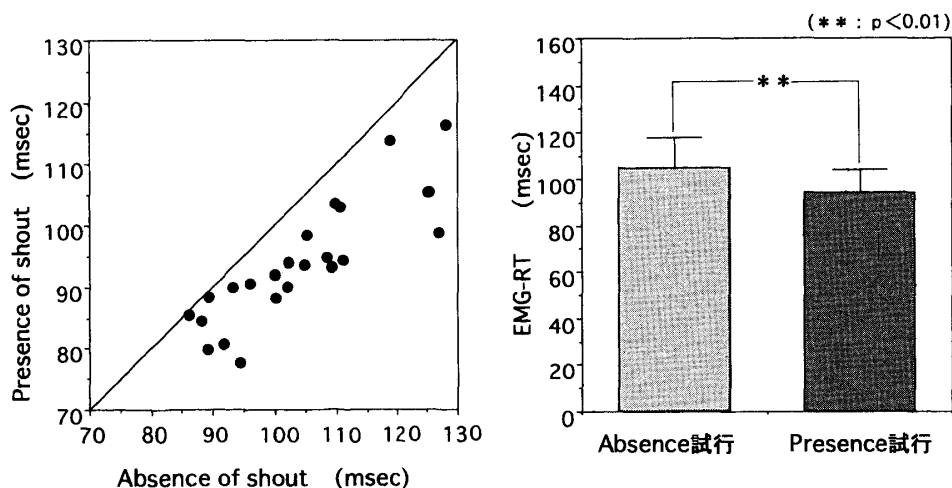 (** : p<0.01)
Presence of shout (msec)
130
120
110
100
90
80
70
70 80 90 100 110 120 130
Absence of shout (msec)
EMG-RT (msec)
160
140
120
100
80
60
40
20
0
**
Absence試行 Presence試行